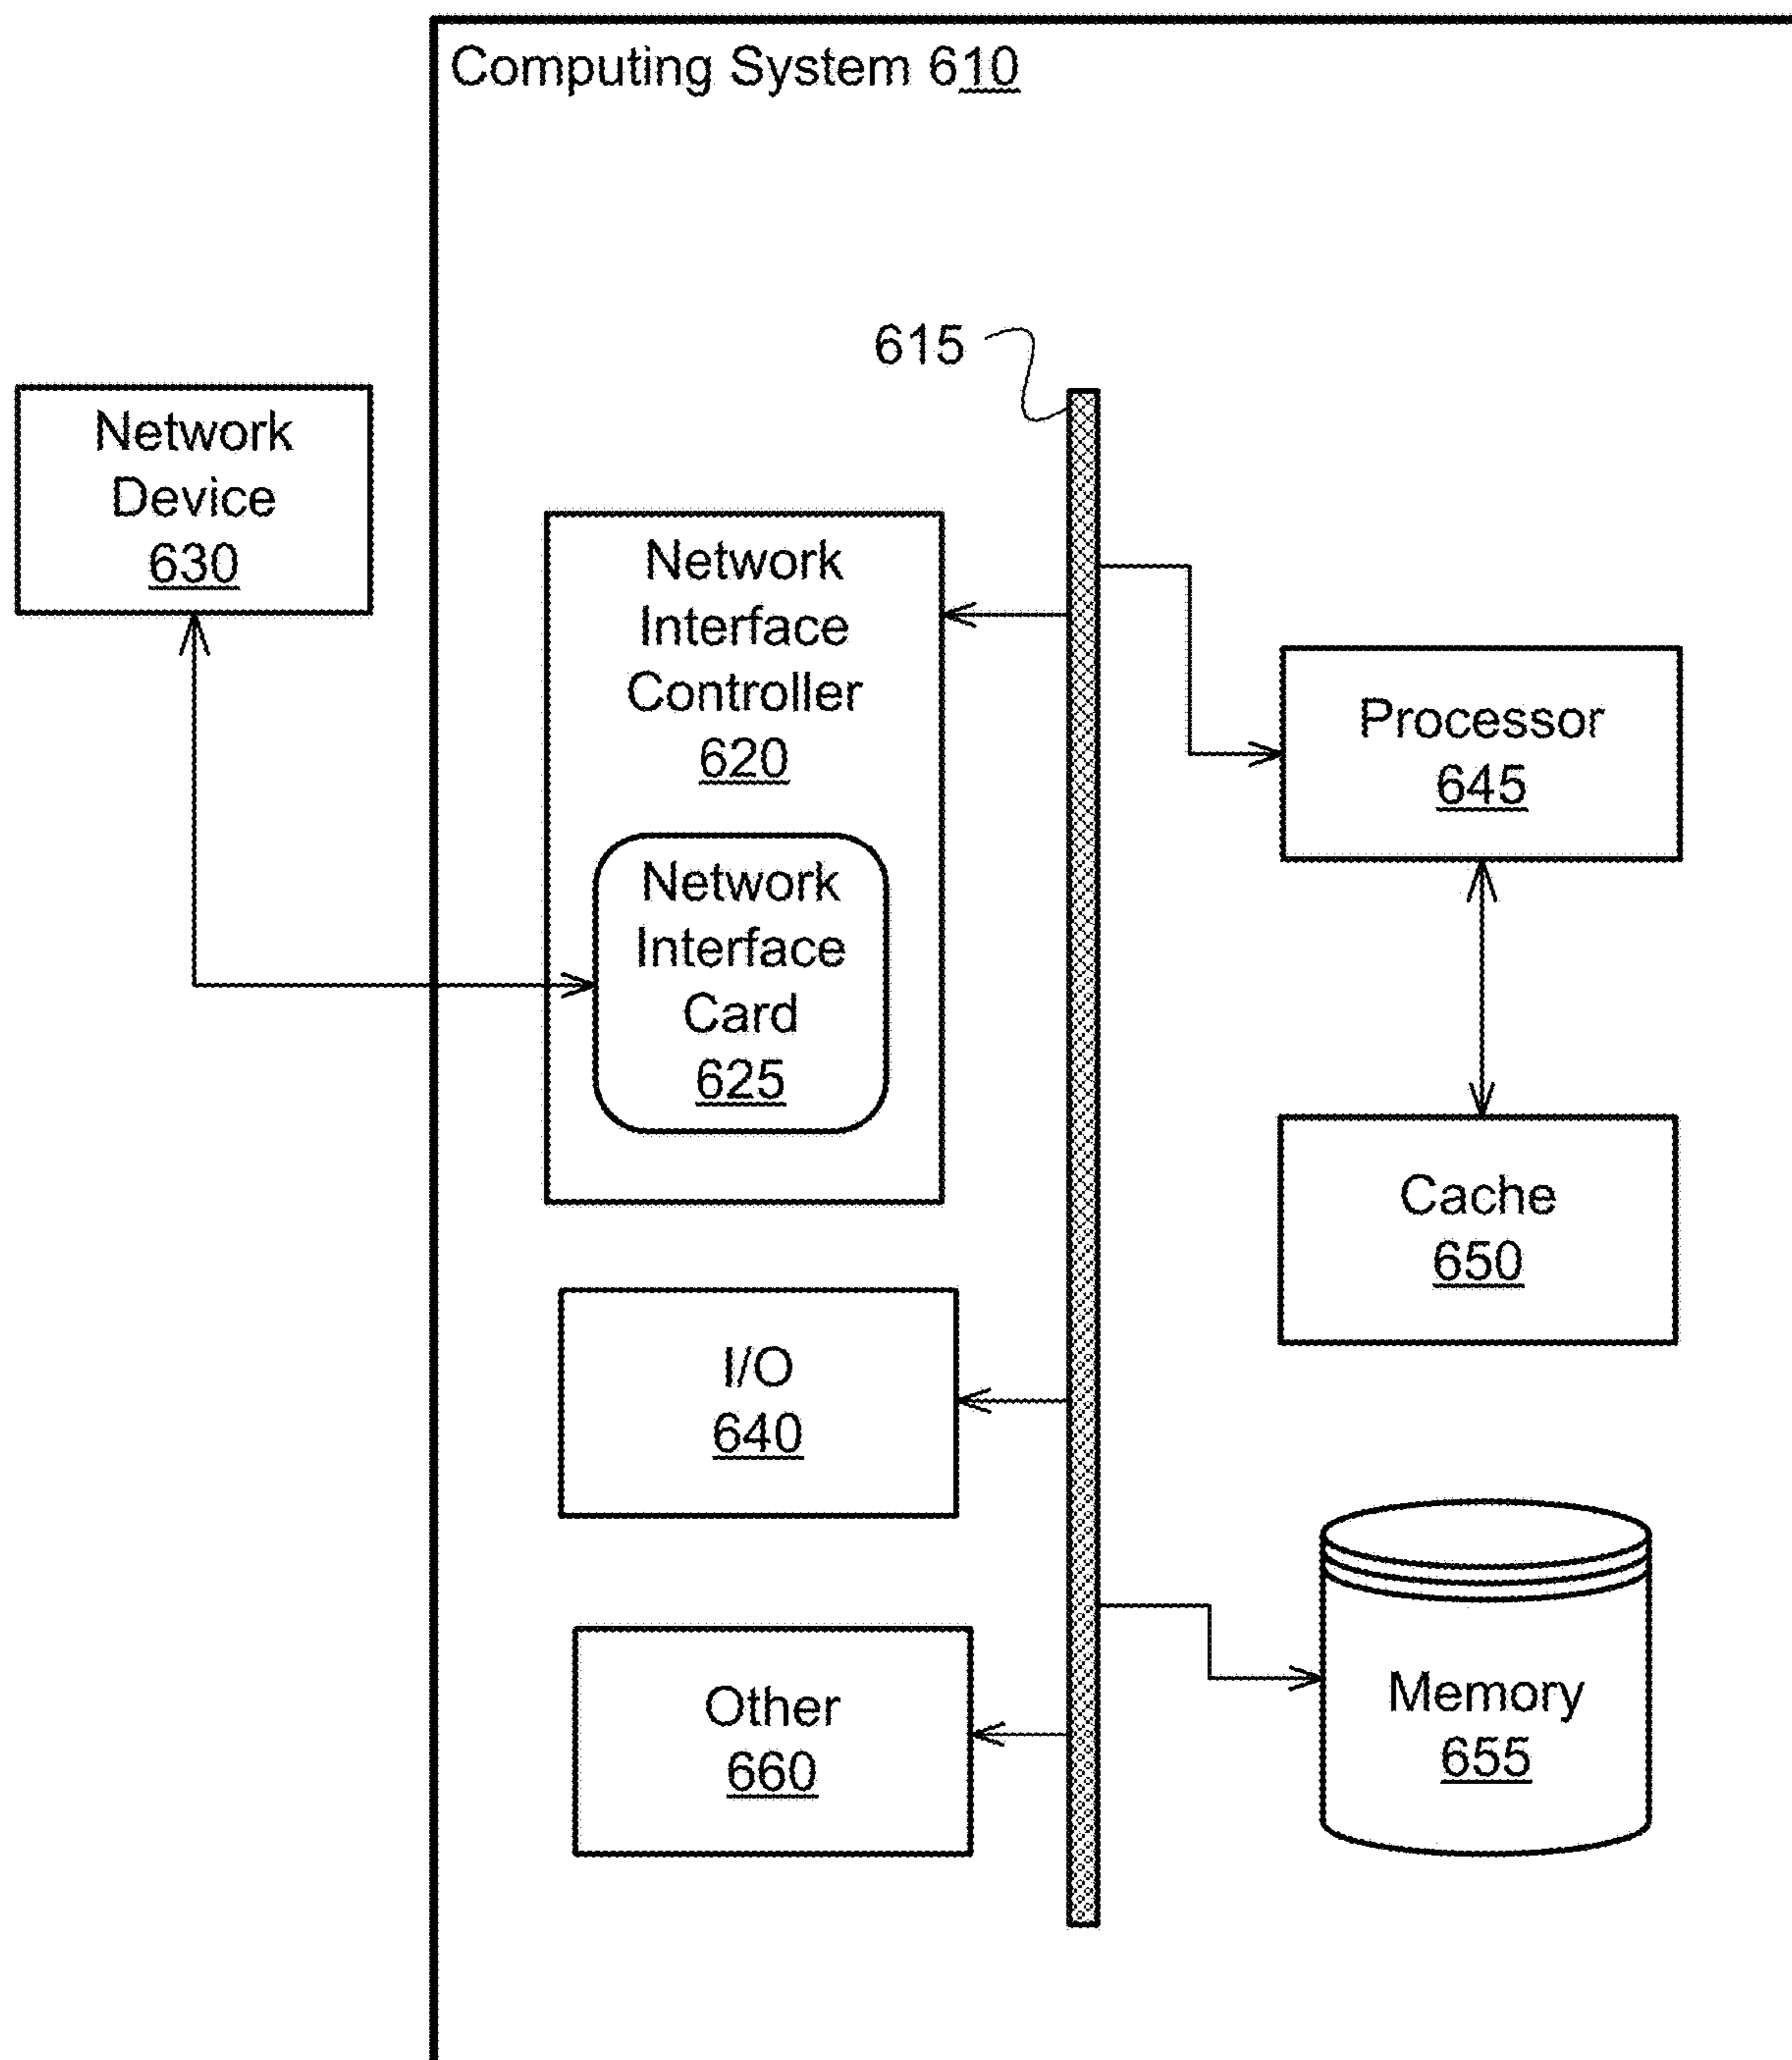 Computing System 610
615
Network
Device
630
Network
Interface
Controller
620
Network
Interface
Card
625
Processor
645
Cache
650
I/O
640
Other
660
Memory
655